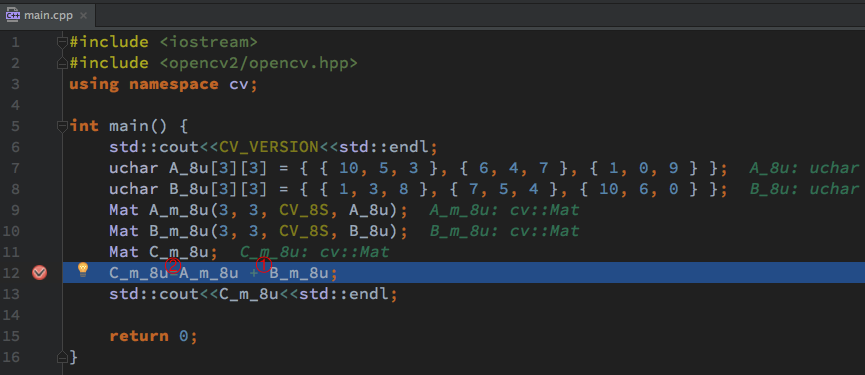 main.cpp ×
1 #include <iostream>
2 #include <opencv2/opencv.hpp>
3 using namespace cv;
4
5 int main() {
6 std::cout<<CV_VERSION<<std::endl;
7 uchar A_8u[3][3] = { { 10, 5, 3 }, { 6, 4, 7 }, { 1, 0, 9 } }; A_8u: uchar
8 uchar B_8u[3][3] = { { 1, 3, 8 }, { 7, 5, 4 }, { 10, 6, 0 } }; B_8u: uchar
9 Mat A_m_8u(3, 3, CV_8S, A_8u); A_m_8u: cv::Mat
10 Mat B_m_8u(3, 3, CV_8S, B_8u); B_m_8u: cv::Mat
11 Mat C_m_8u; C_m_8u: cv::Mat
12 C_m_8u=A_m_8u + B_m_8u;
13 std::cout<<C_m_8u<<std::endl;
14
15 return 0;
16 }